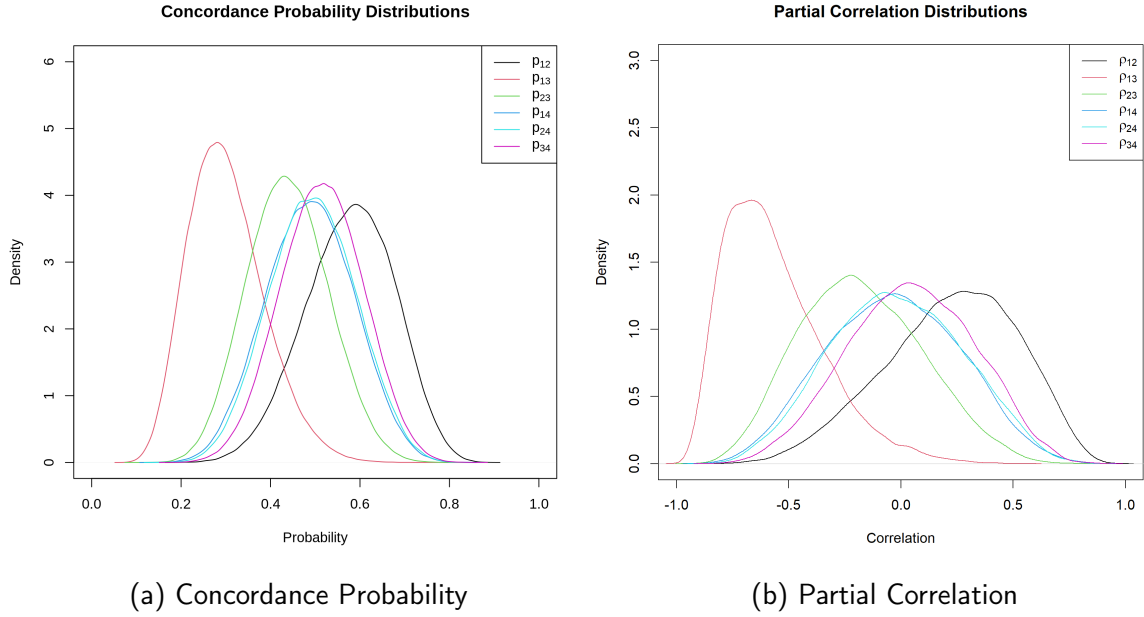 Concordance Probability Distributions
Density
6
5
4
3
2
1
0
0.0 0.2 0.4 0.6 0.8 1.0
Probability
p₁₂
p₁₃
p₂₃
p₁₄
p₂₄
p₃₄
(a) Concordance Probability
Partial Correlation Distributions
Density
3.0
2.5
2.0
1.5
1.0
0.5
0.0
-1.0 -0.5 0.0 0.5 1.0
Correlation
ρ₁₂
ρ₁₃
ρ₂₃
ρ₁₄
ρ₂₄
ρ₃₄
(b) Partial Correlation